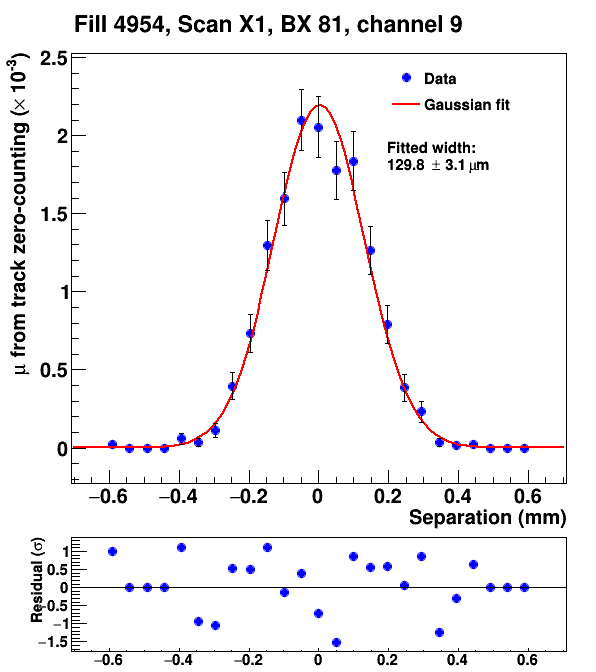 Fill 4954, Scan X1, BX 81, channel 9
μ from track zero-counting (× 10⁻³)
2.5
2
1.5
1
0.5
0
Data
Gaussian fit
Fitted width:
129.8 ± 3.1 μm
−0.6 −0.4 −0.2 0 0.2 0.4 0.6
Separation (mm)
Residual (σ)
1
0.5
0
−0.5
−1
−1.5
−0.6 −0.4 −0.2 0 0.2 0.4 0.6